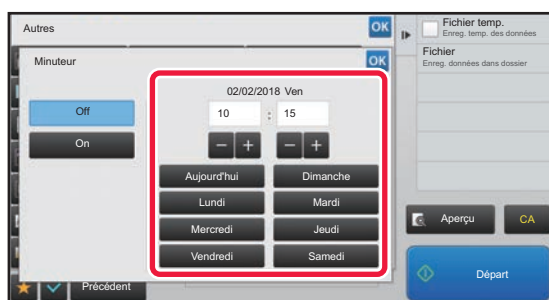 Autres
OK
Fichier temp.
Enreg. temp. des données
Minuteur
OK
Fichier
Enreg. données dans dossier
02/02/2018 Ven
Off
10 : 15
On
- + - +
Aujourd'hui Dimanche
Lundi Mardi
Mercredi Jeudi
Aperçu
CA
Vendredi Samedi
Précédent
Départ